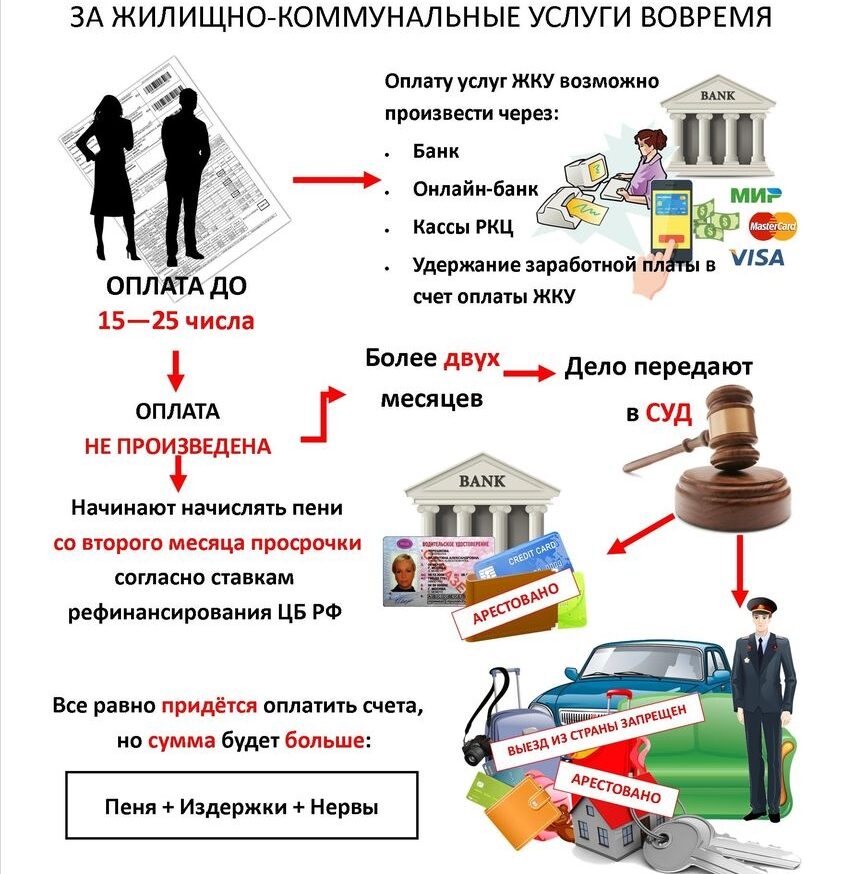 ЗА ЖИЛИЩНО-КОММУНАЛЬНЫЕ УСЛУГИ ВОВРЕМЯ
Оплату услуг ЖКУ возможно
произвести через:
• Банк
• Онлайн-банк
• Кассы РКЦ
• Удержание заработной платы в
счет оплаты ЖКУ
BANK
МИР
MasterCard
VISA
ОПЛАТА ДО
15—25 числа
ОПЛАТА
НЕ ПРОИЗВЕДЕНА
Более двух
месяцев
Дело передают
в СУД
Начинают начислять пени
со второго месяца просрочки
согласно ставкам
рефинансирования ЦБ РФ
BANK
ВОДИТЕЛЬСКОЕ УДОСТОВЕРЕНИЕ
CREDIT CARD
АРЕСТОВАНО
Все равно придётся оплатить счета,
но сумма будет больше:
Пеня + Издержки + Нервы
ВЫЕЗД ИЗ СТРАНЫ ЗАПРЕЩЕН
АРЕСТОВАНО